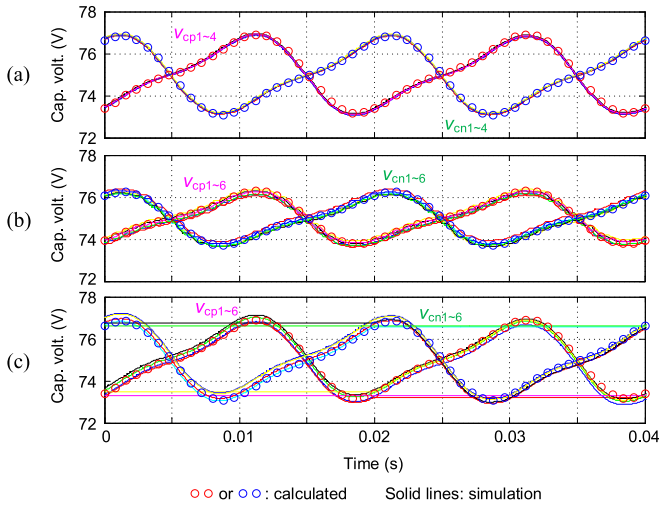 78
76
74
72
Cap. volt. (V)
(a)
vcp1~4
vcn1~4
78
76
74
72
Cap. volt. (V)
(b)
vcp1~6
vcn1~6
78
77
74
73
72
Cap. volt. (V)
(c)
vcp1~6
vcn1~6
0 0.01 0.02 0.03 0.04
Time (s)
or : calculated Solid lines: simulation